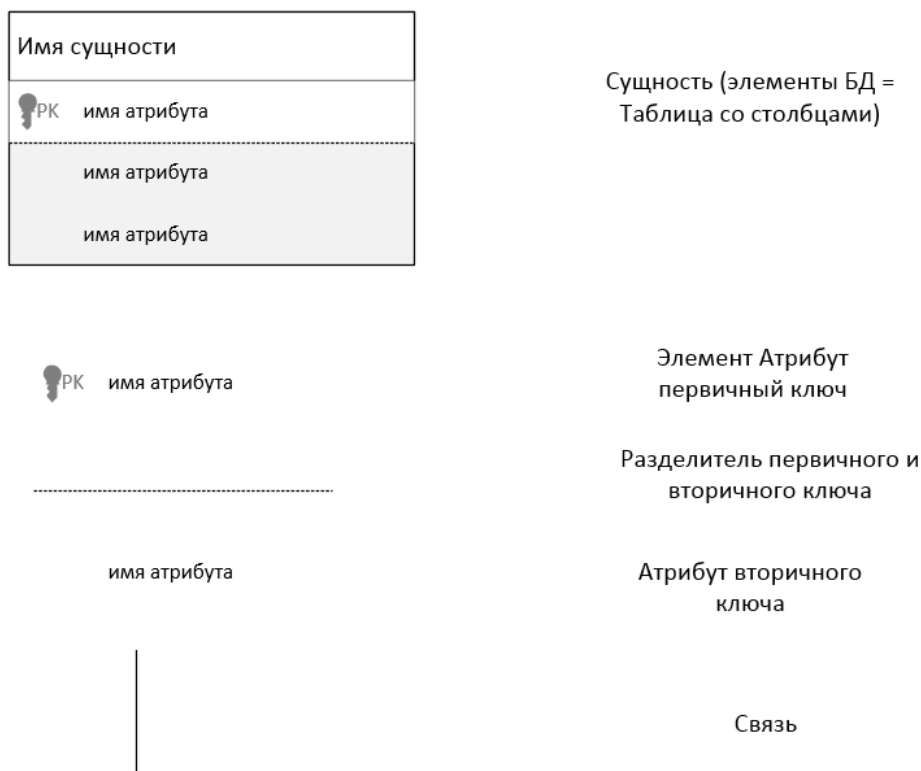 Имя сущности
PK имя атрибута
имя атрибута
имя атрибута
Сущность (элементы БД =
Таблица со столбцами)
PK имя атрибута
Элемент Атрибут
первичный ключ
Разделитель первичного и
вторичного ключа
имя атрибута
Атрибут вторичного
ключа
Связь